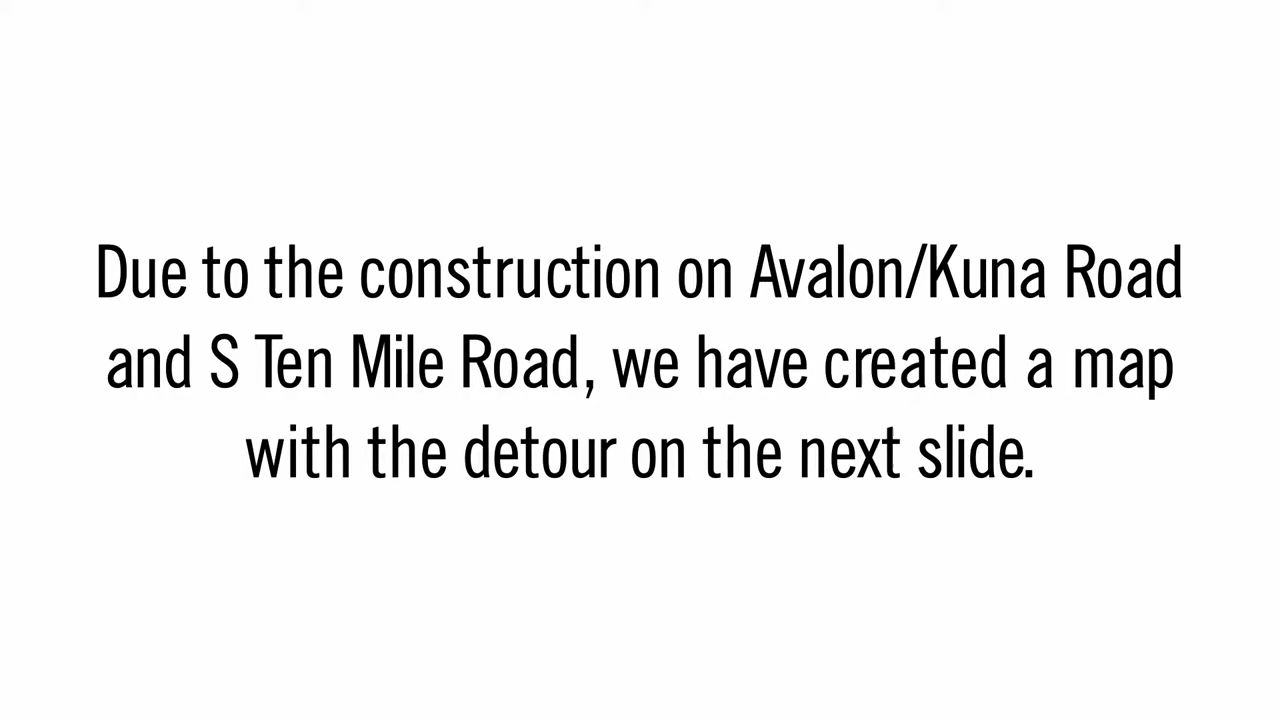 Due to the construction on Avalon/Kuna Road
and S Ten Mile Road, we have created a map
with the detour on the next slide.